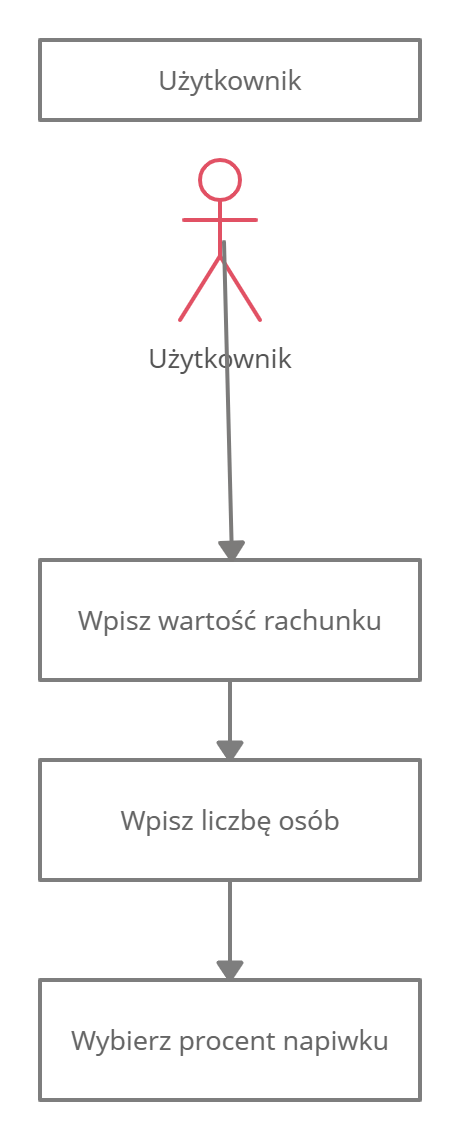 Użytkownik
Użytkownik
Wpisz wartość rachunku
Wpisz liczbę osób
Wybierz procent napiwku